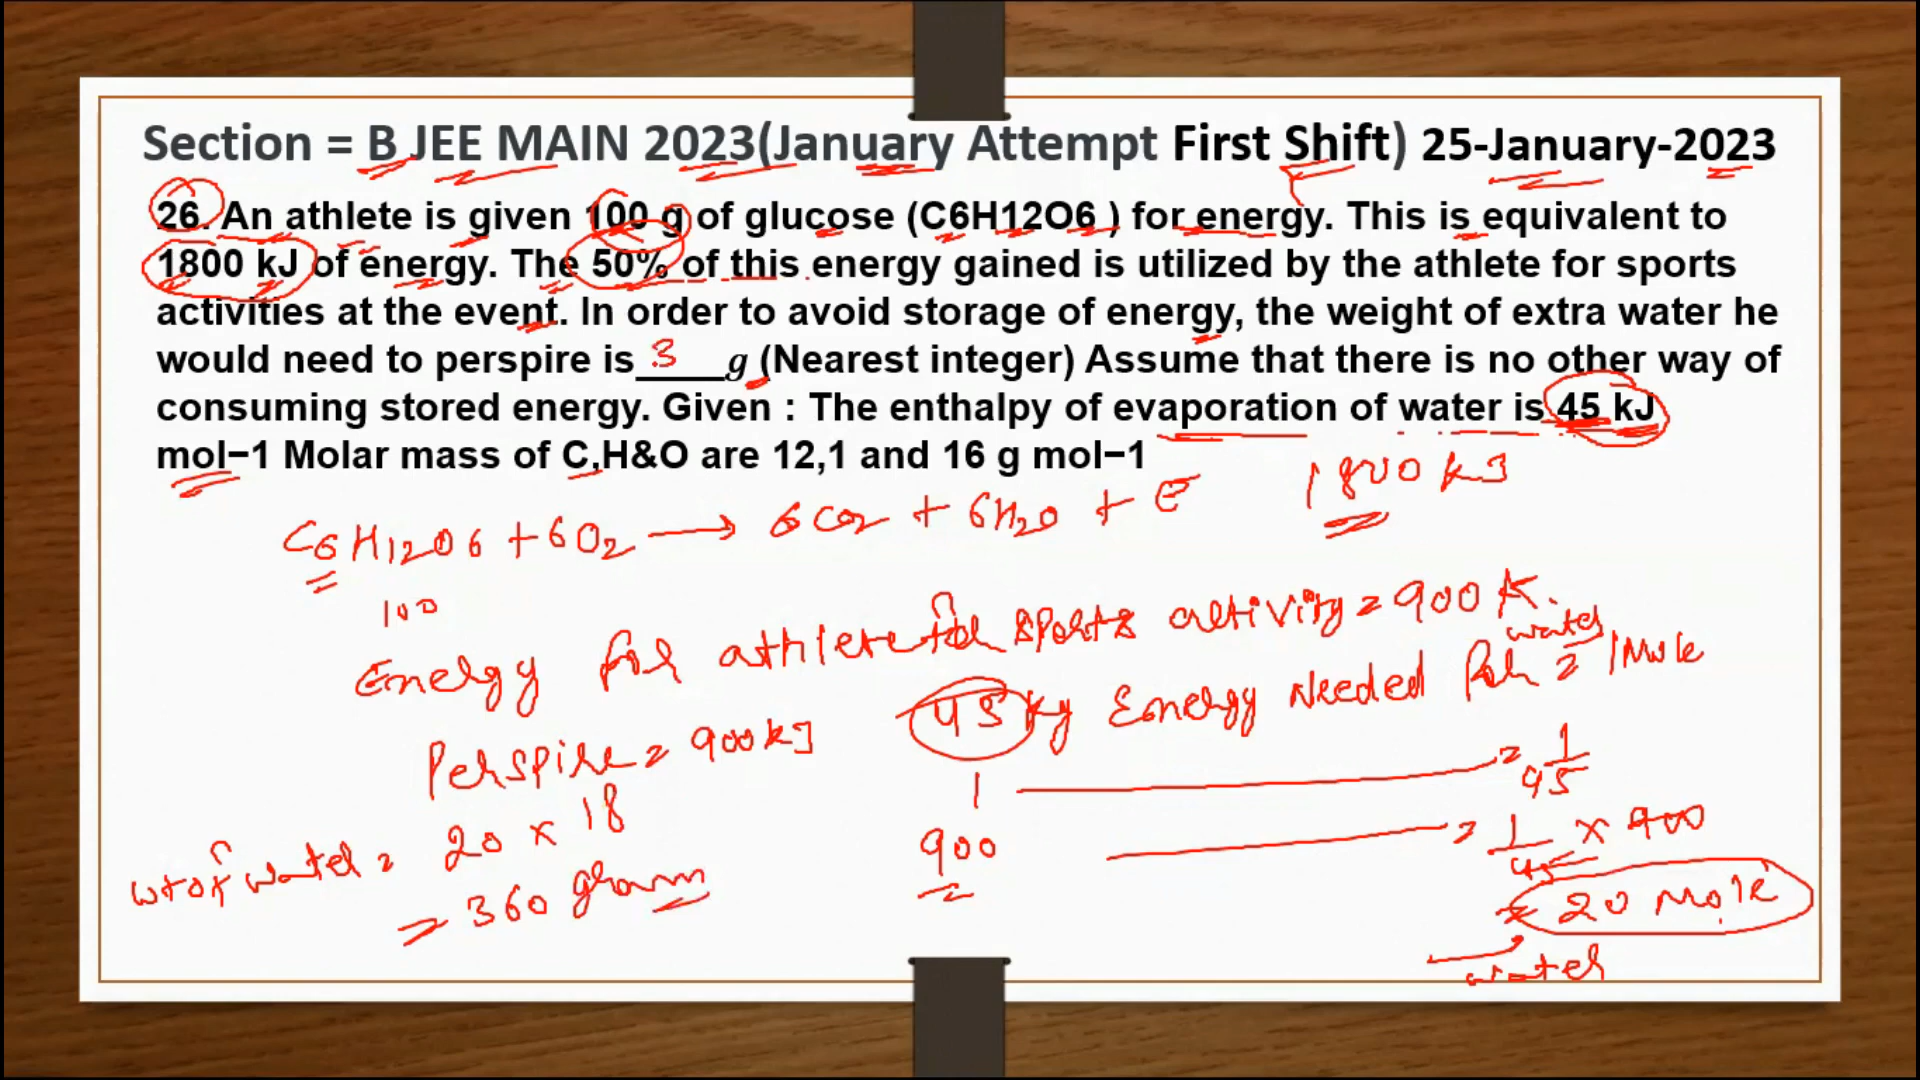 Section = B JEE MAIN 2023(January Attempt First Shift) 25-January-2023
26. An athlete is given 100 g of glucose (C6H12O6 ) for energy. This is equivalent to
1800 kJ of energy. The 50% of this energy gained is utilized by the athlete for sports
activities at the event. In order to avoid storage of energy, the weight of extra water he
would need to perspire is 3 ____g (Nearest integer) Assume that there is no other way of
consuming stored energy. Given : The enthalpy of evaporation of water is 45 kJ
mol−1 Molar mass of C,H&O are 12,1 and 16 g mol−1
1800 kJ
C6H12O6 + 6O2 → 6CO2 + 6H2O + E
100
Energy for athlete for sports activity = 900 K.
Perspire = 900 kJ
45 kj Energy Needed for water = 1 Mole
1 = 1/45
900 = 1/45 × 900
= 20 Mole
water
wt of water = 20 × 18
= 360 gram